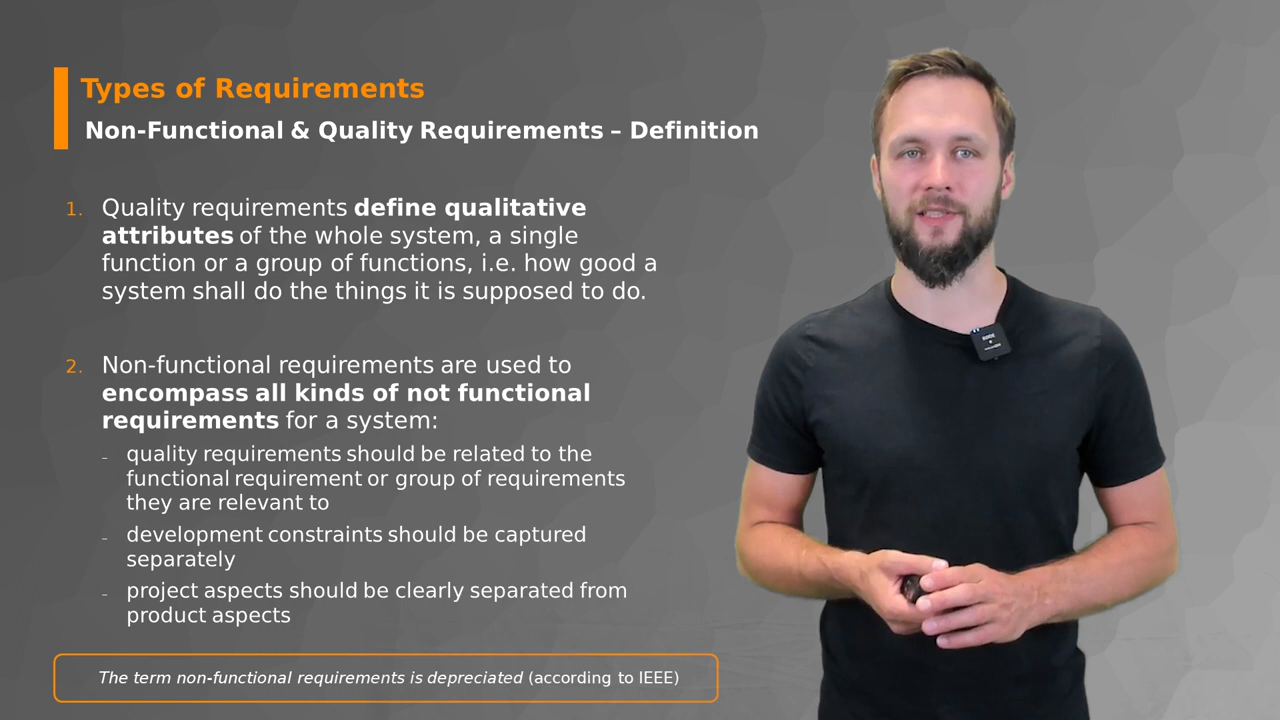 Types of Requirements
Non-Functional & Quality Requirements – Definition
1. Quality requirements define qualitative
attributes of the whole system, a single
function or a group of functions, i.e. how good a
system shall do the things it is supposed to do.
2. Non-functional requirements are used to
encompass all kinds of not functional
requirements for a system:
- quality requirements should be related to the
functional requirement or group of requirements
they are relevant to
- development constraints should be captured
separately
- project aspects should be clearly separated from
product aspects
The term non-functional requirements is depreciated (according to IEEE)